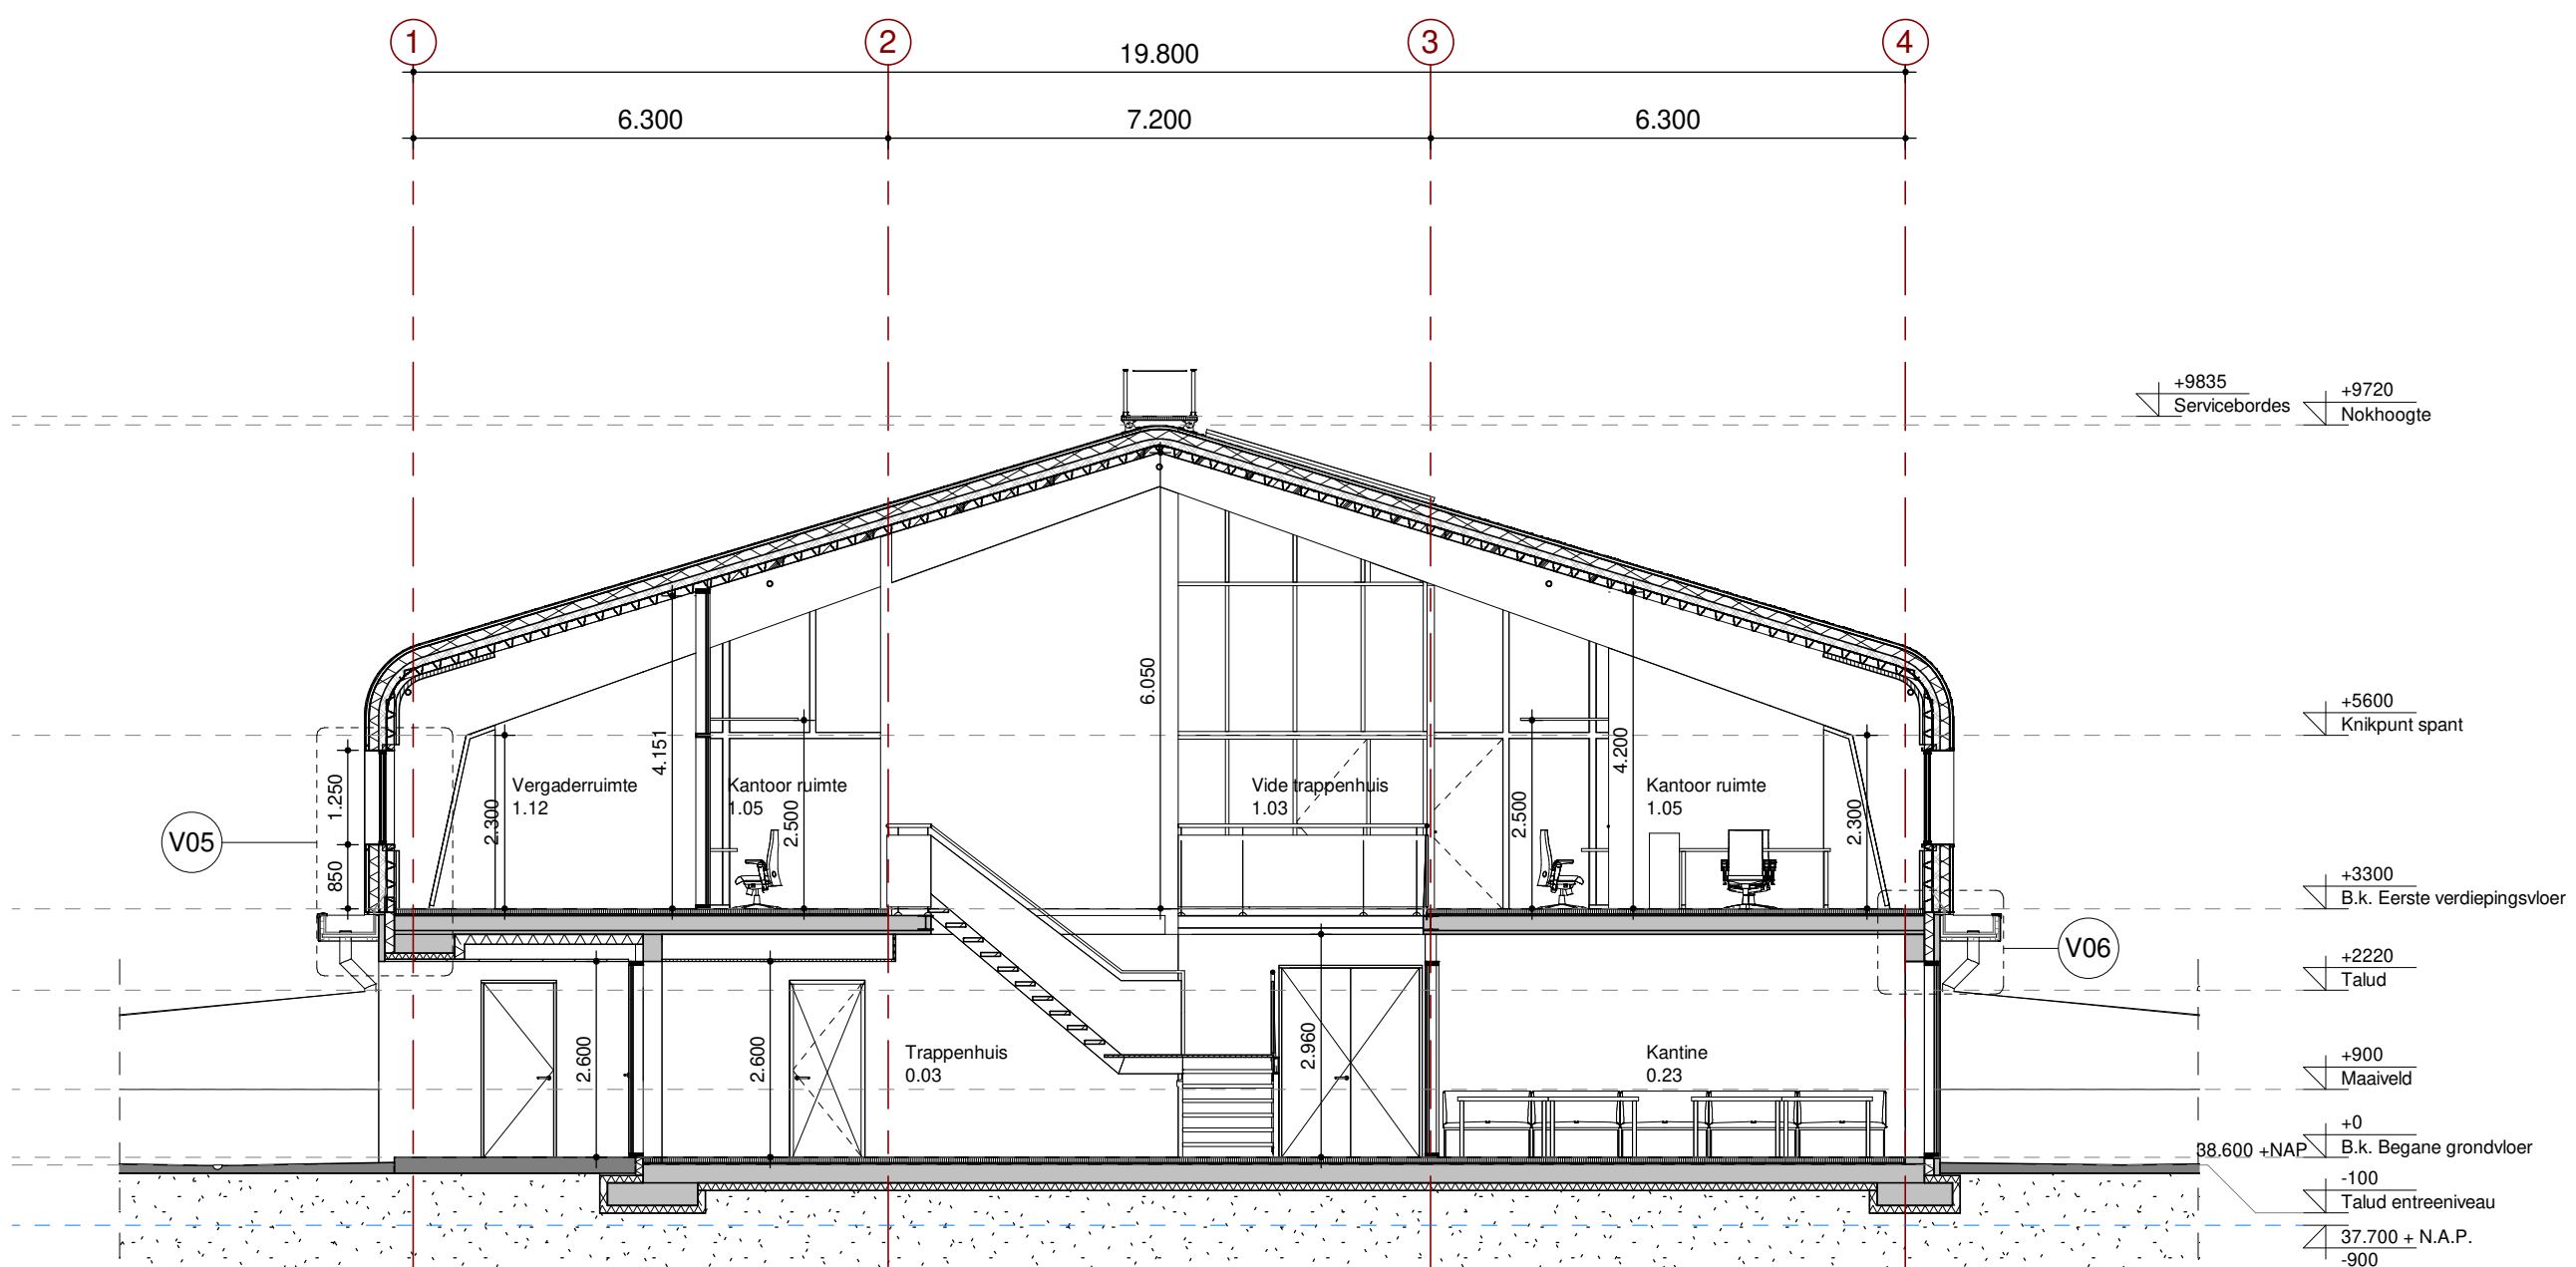 1
2
3
4
19.800
6.300
7.200
6.300
+9835
Servicebordes
+9720
Nokhoogte
+5600
Knikpunt spant
6.050
4.151
4.200
1.250
850
2.300
2.500
2.500
2.300
Vergaderruimte
1.12
Kantoor ruimte
1.05
Vide trappenhuis
1.03
Kantoor ruimte
1.05
V05
+3300
B.k. Eerste verdiepingsvloer
V06
+2220
Talud
2.600
2.600
2.960
Trappenhuis
0.03
Kantine
0.23
+900
Maaiveld
+0
B.k. Begane grondvloer
38.600 +NAP
-100
Talud entreeniveau
37.700 + N.A.P.
-900